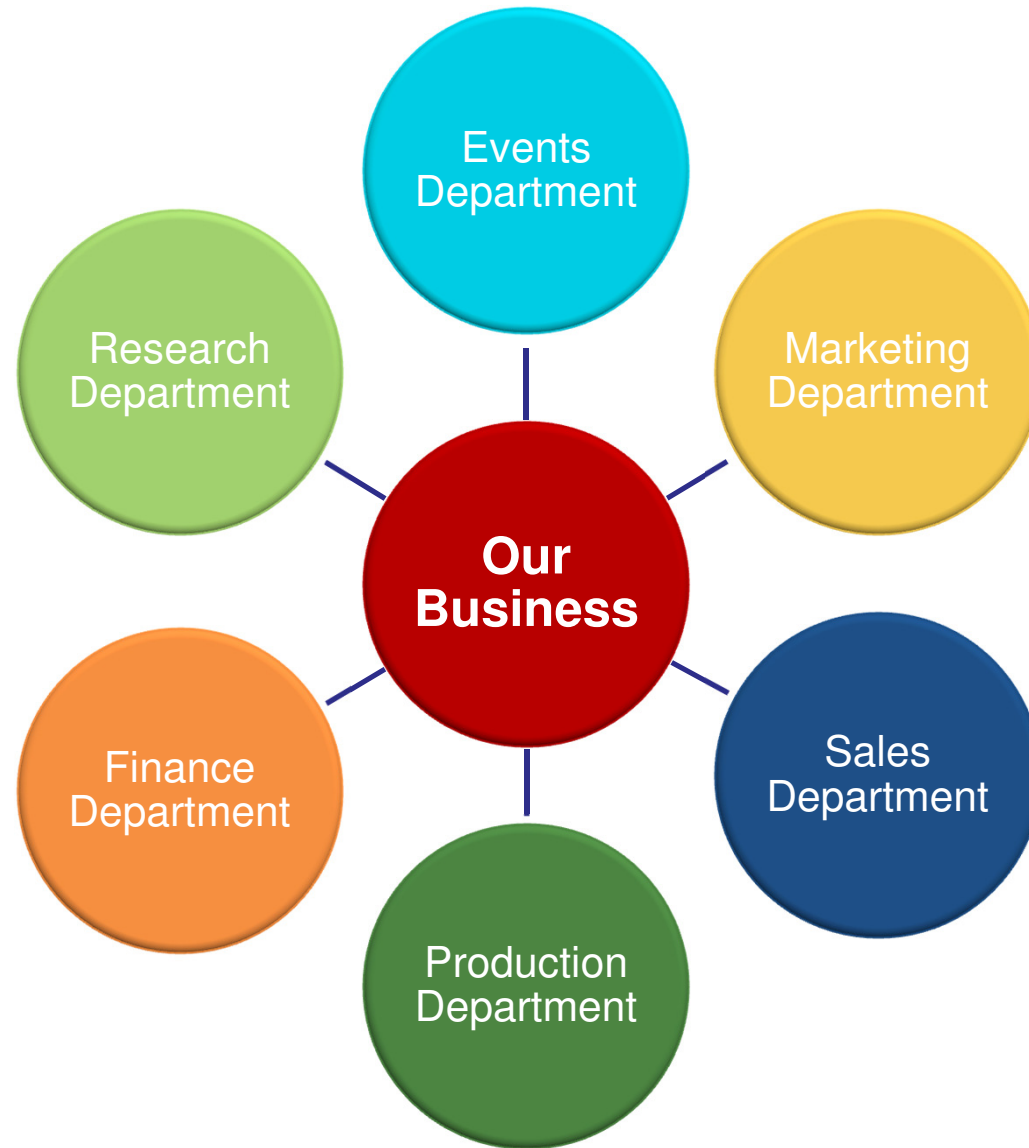 Events
Department
Research
Department
Marketing
Department
Our
Business
Finance
Department
Sales
Department
Production
Department